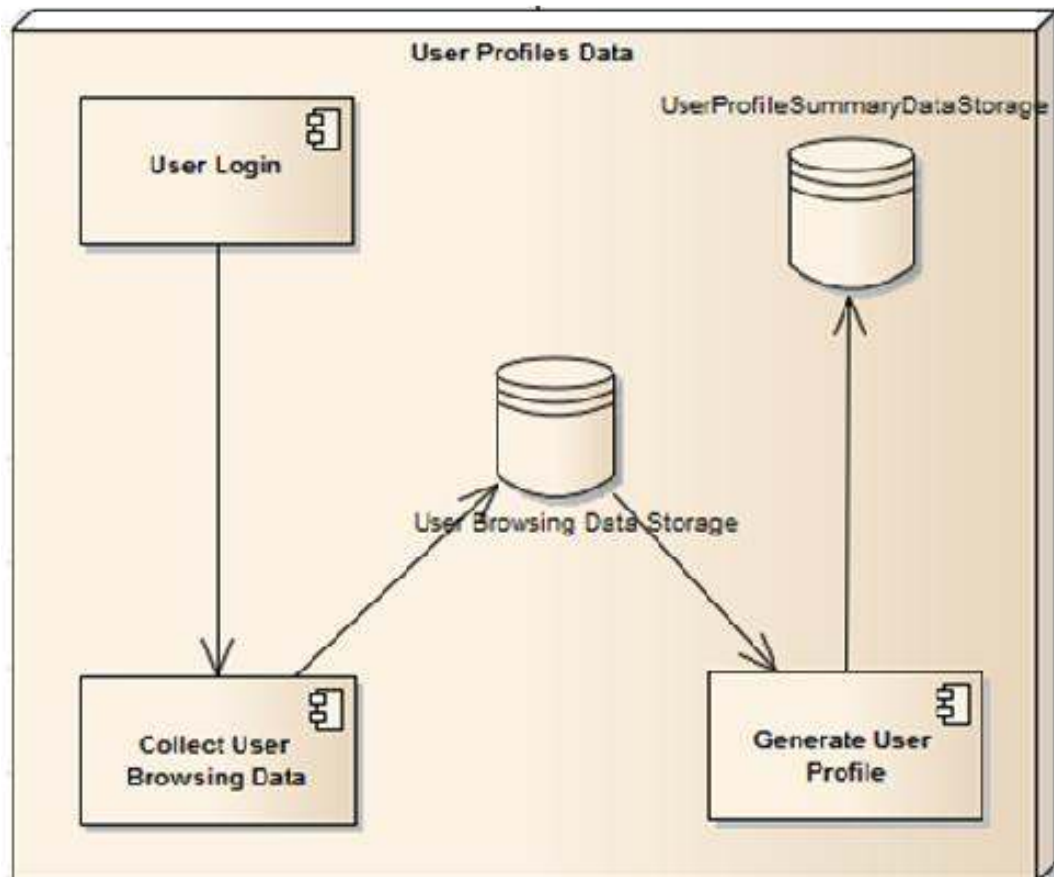 User Profiles Data
User Login
UserProfileSummaryDataStorage
User Browsing Data Storage
Collect User
Browsing Data
Generate User
Profile